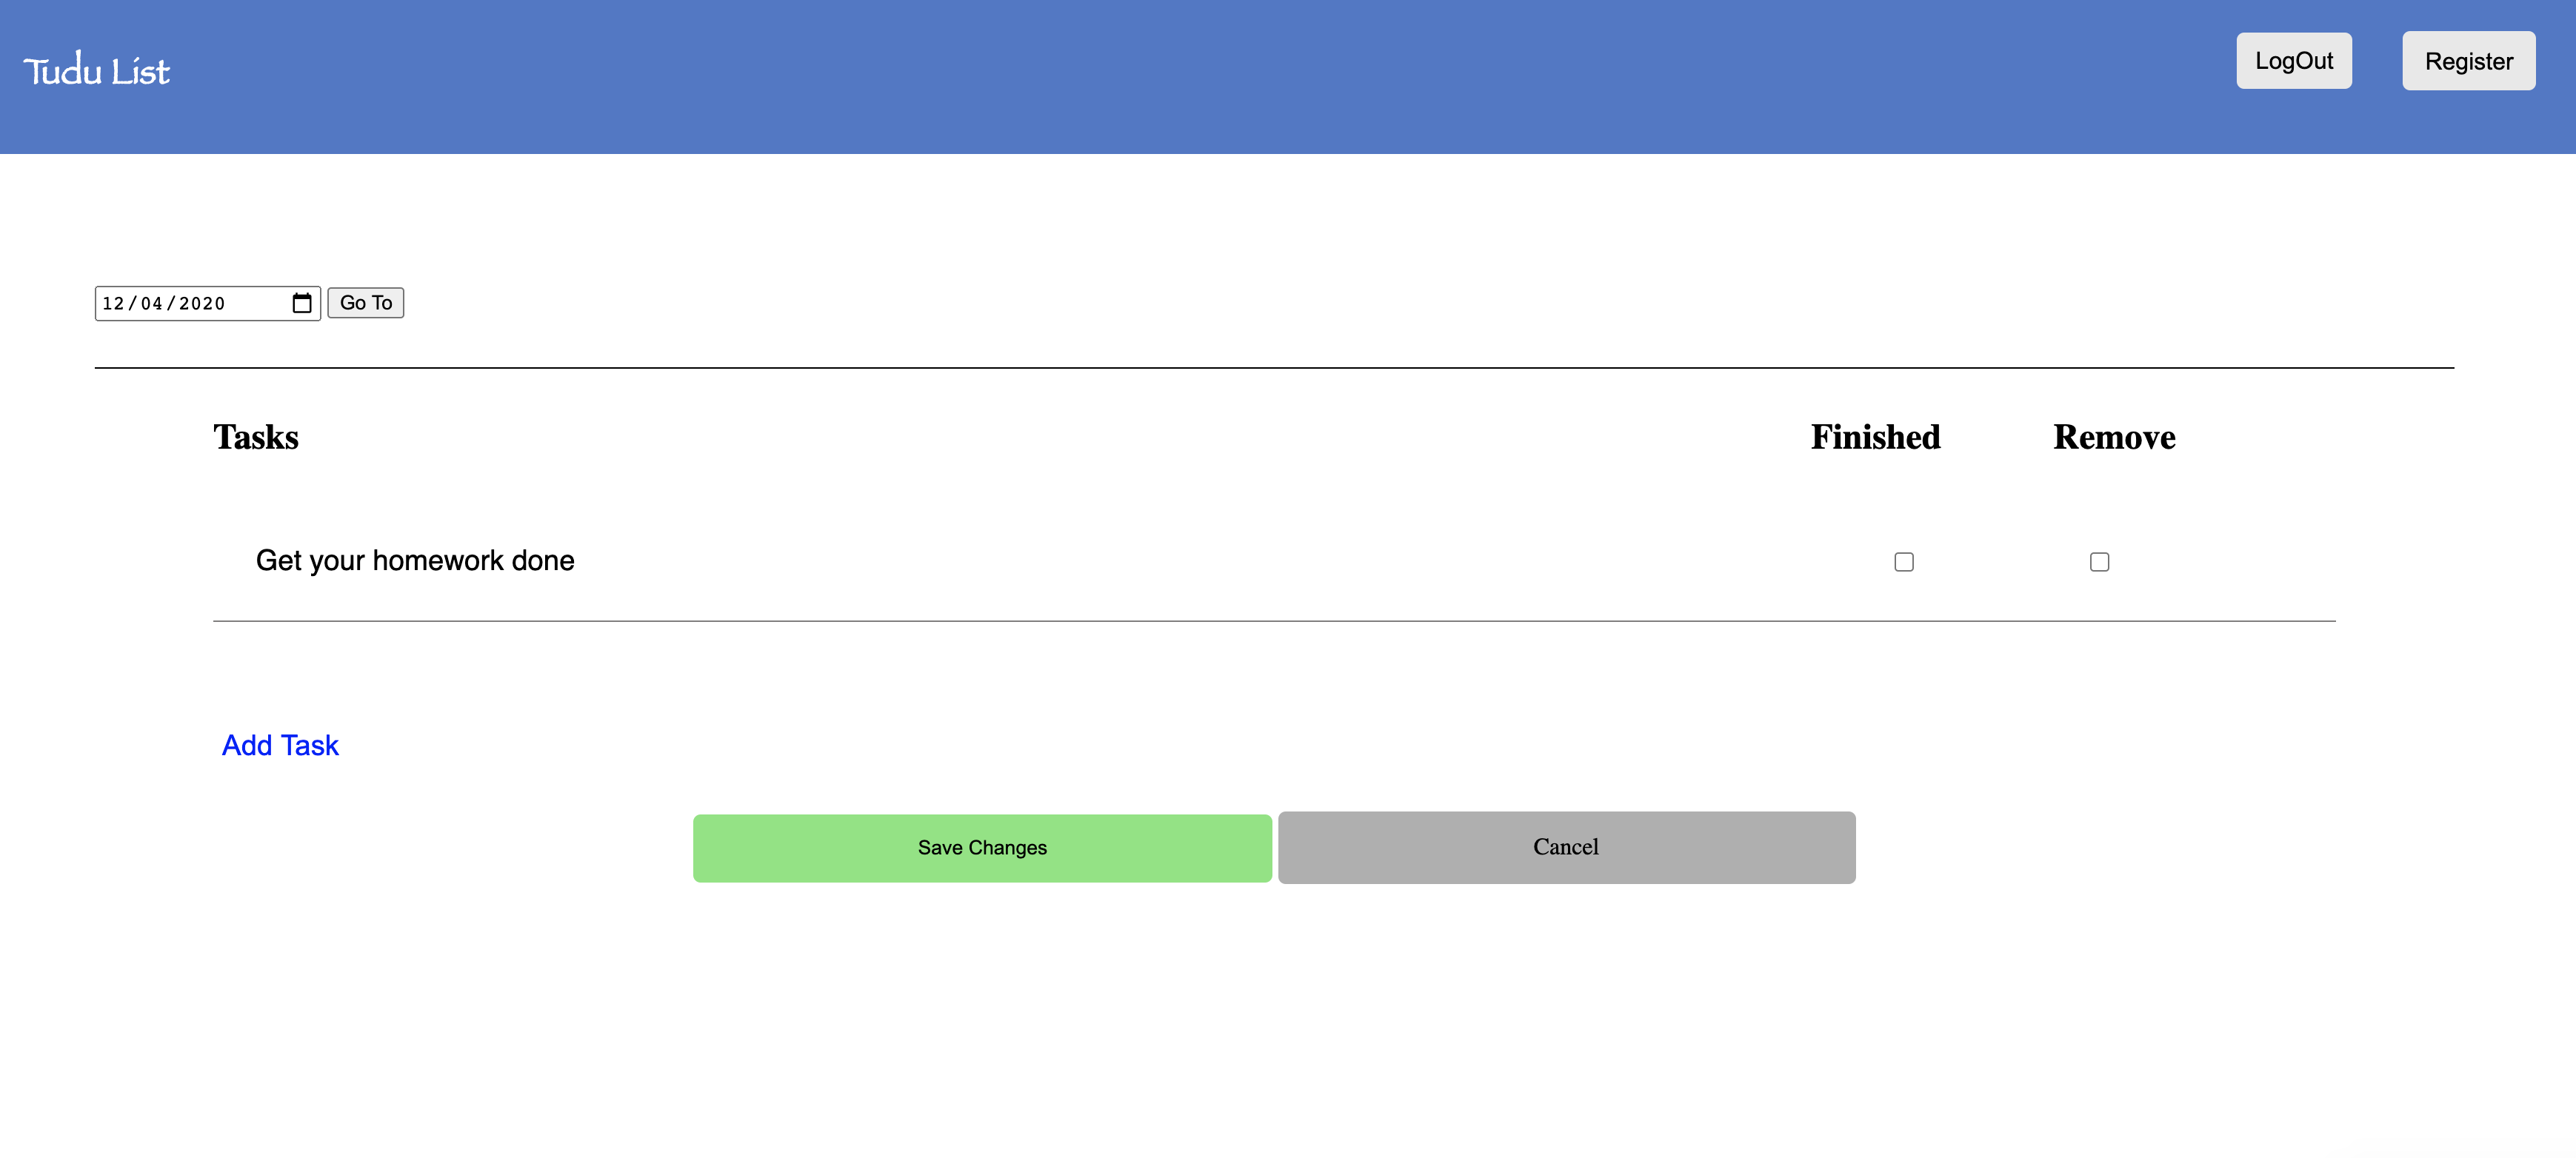 Tudu List
LogOut
Register
12/04/2020
Go To
Tasks
Finished
Remove
Get your homework done
Add Task
Save Changes
Cancel